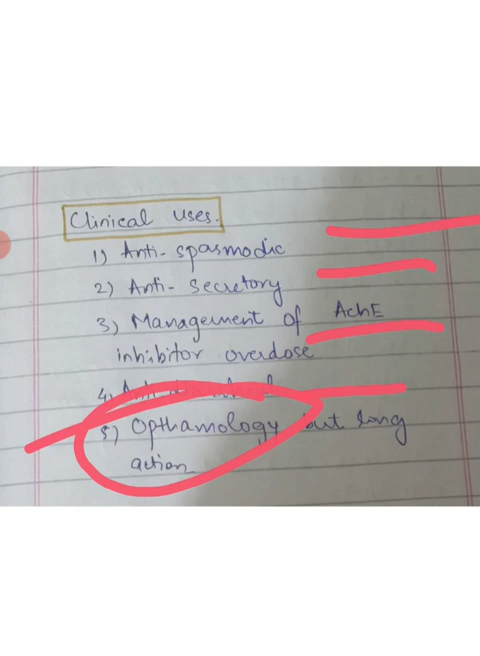 Clinical uses.
1) Anti-spasmodic
2) Anti-secretory
3) Management of AchE
inhibitor overdose
4)
5) Opthamology but long
action